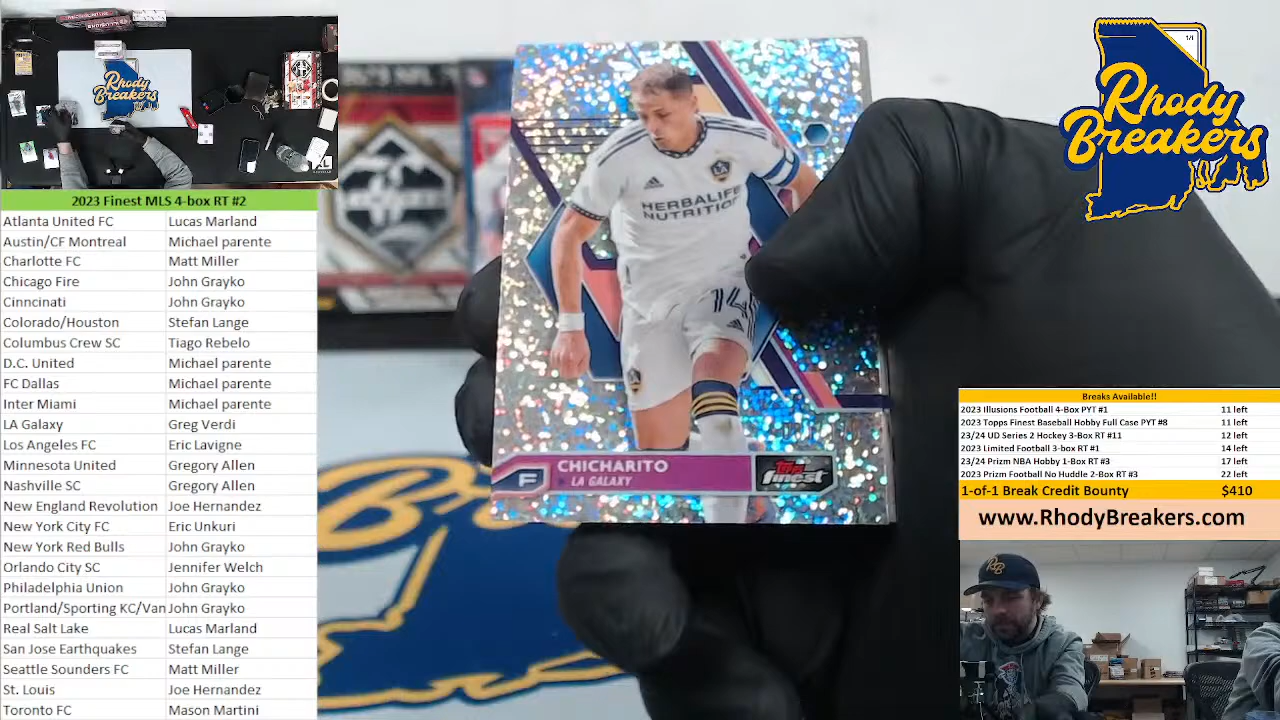 2023 Finest MLS 4-box RT #2
Atlanta United FC Lucas Marland
Austin/CF Montreal Michael parente
Charlotte FC Matt Miller
Chicago Fire John Grayko
Cinncinati John Grayko
Colorado/Houston Stefan Lange
Columbus Crew SC Tiago Rebelo
D.C. United Michael parente
FC Dallas Michael parente
Inter Miami Michael parente
LA Galaxy Greg Verdi
Los Angeles FC Eric Lavigne
Minnesota United Gregory Allen
Nashville SC Gregory Allen
New England Revolution Joe Hernandez
New York City FC Eric Unkuri
New York Red Bulls John Grayko
Orlando City SC Jennifer Welch
Philadelphia Union John Grayko
Portland/Sporting KC/Van John Grayko
Real Salt Lake Lucas Marland
San Jose Earthquakes Stefan Lange
Seattle Sounders FC Matt Miller
St. Louis Joe Hernandez
Toronto FC Mason Martini
Rhody
Breakers
LA
HERBALIFE
NUTRITION
14
F
CHICHARITO
LA GALAXY
Topps
finest
1/1
Rhody
Breakers
Breaks Available!!
2023 Illusions Football 4-Box PYT #1 11 left
2023 Topps Finest Baseball Hobby Full Case PYT #8 11 left
23/24 UD Series 2 Hockey 3-Box RT #11 12 left
2023 Limited Football 3-box RT #1 14 left
23/24 Prizm NBA Hobby 1-Box RT #3 17 left
2023 Prizm Football No Huddle 2-Box RT #3 22 left
1-of-1 Break Credit Bounty $410
www.RhodyBreakers.com
RB